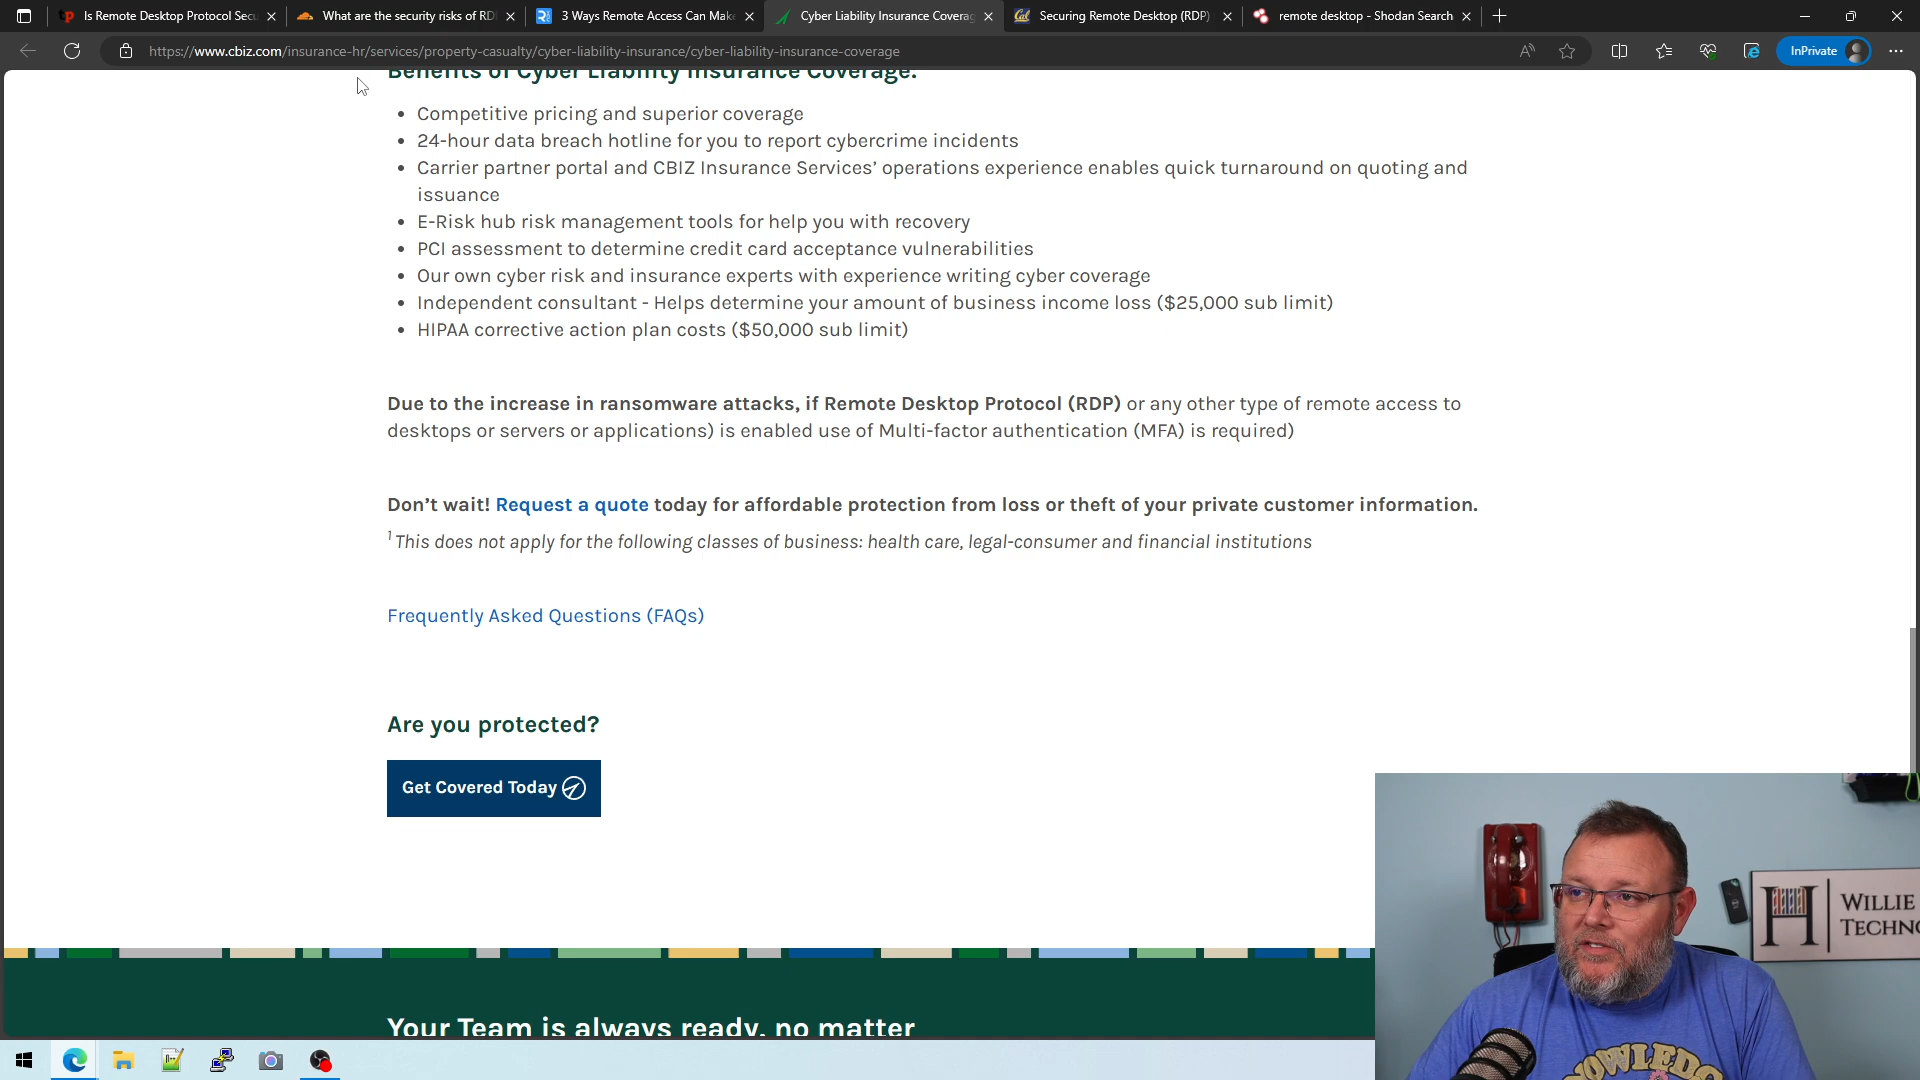 Is Remote Desktop Protocol Secu
What are the security risks of RD
3 Ways Remote Access Can Make
Cyber Liability Insurance Coverag
Securing Remote Desktop (RDP)
remote desktop - Shodan Search
https://www.cbiz.com/insurance-hr/services/property-casualty/cyber-liability-insurance/cyber-liability-insurance-coverage
InPrivate
Benefits of Cyber Liability Insurance Coverage:
• Competitive pricing and superior coverage
• 24-hour data breach hotline for you to report cybercrime incidents
• Carrier partner portal and CBIZ Insurance Services’ operations experience enables quick turnaround on quoting and
issuance
• E-Risk hub risk management tools for help you with recovery
• PCI assessment to determine credit card acceptance vulnerabilities
• Our own cyber risk and insurance experts with experience writing cyber coverage
• Independent consultant - Helps determine your amount of business income loss ($25,000 sub limit)
• HIPAA corrective action plan costs ($50,000 sub limit)
Due to the increase in ransomware attacks, if Remote Desktop Protocol (RDP) or any other type of remote access to
desktops or servers or applications) is enabled use of Multi-factor authentication (MFA) is required)
Don’t wait! Request a quote today for affordable protection from loss or theft of your private customer information.
1 This does not apply for the following classes of business: health care, legal-consumer and financial institutions
Frequently Asked Questions (FAQs)
Are you protected?
Get Covered Today
WILLIE
TECHNO
Your Team is always ready, no matter
KNOWLEDG